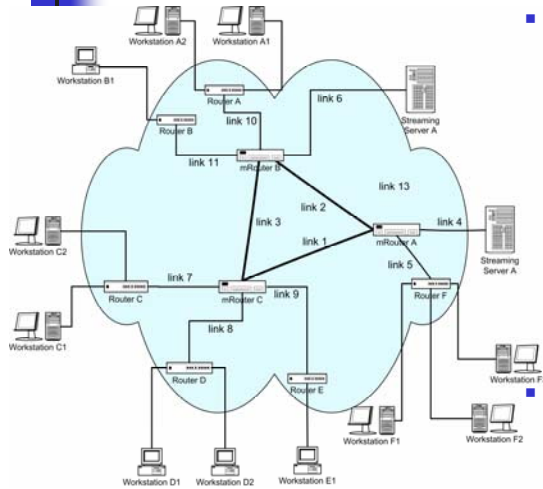 Workstation A2
Workstation A1
Workstation B1
Router A
link 6
Streaming
Server A
Router B
link 10
link 11
mRouter B
link 13
link 2
link 3
link 4
mRouter A
link 1
Streaming
Server A
link 5
Workstation C2
link 7
link 9
Router C
mRouter C
Router F
link 8
Workstation C1
Router D
Router E
Workstation F
Workstation F1
Workstation F2
Workstation D1
Workstation D2
Workstation E1